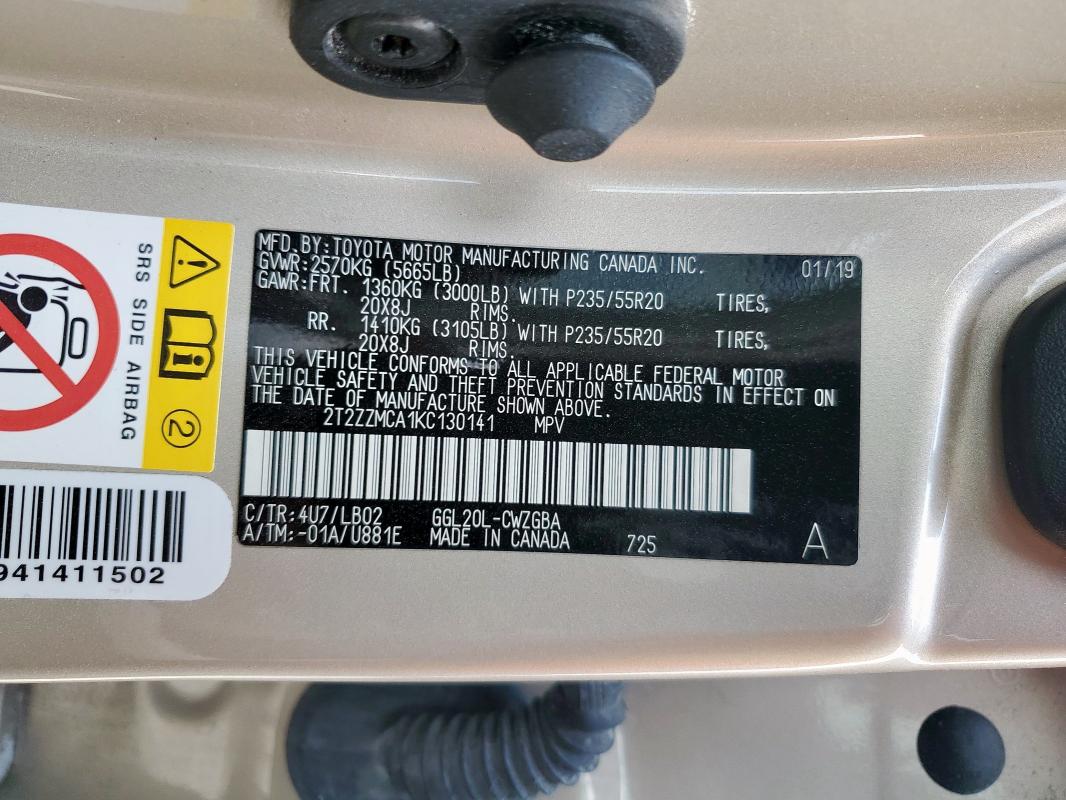 MFD. BY: TOYOTA MOTOR MANUFACTURING CANADA INC. 01/19
GVWR: 2570KG (5665LB)
GAWR: FRT. 1360KG (3000LB) WITH P235/55R20 TIRES,
20X8J RIMS.
RR. 1410KG (3105LB) WITH P235/55R20 TIRES,
20X8J RIMS.
THIS VEHICLE CONFORMS TO ALL APPLICABLE FEDERAL MOTOR
VEHICLE SAFETY AND THEFT PREVENTION STANDARDS IN EFFECT ON
THE DATE OF MANUFACTURE SHOWN ABOVE.
2T2ZZMCA1KC130141 MPV
C/TR: 4U7/LB02 GGL20L-CWZGBA
A/TM: -01A/U881E MADE IN CANADA 725 A
SRS SIDE AIRBAG
2
941411502